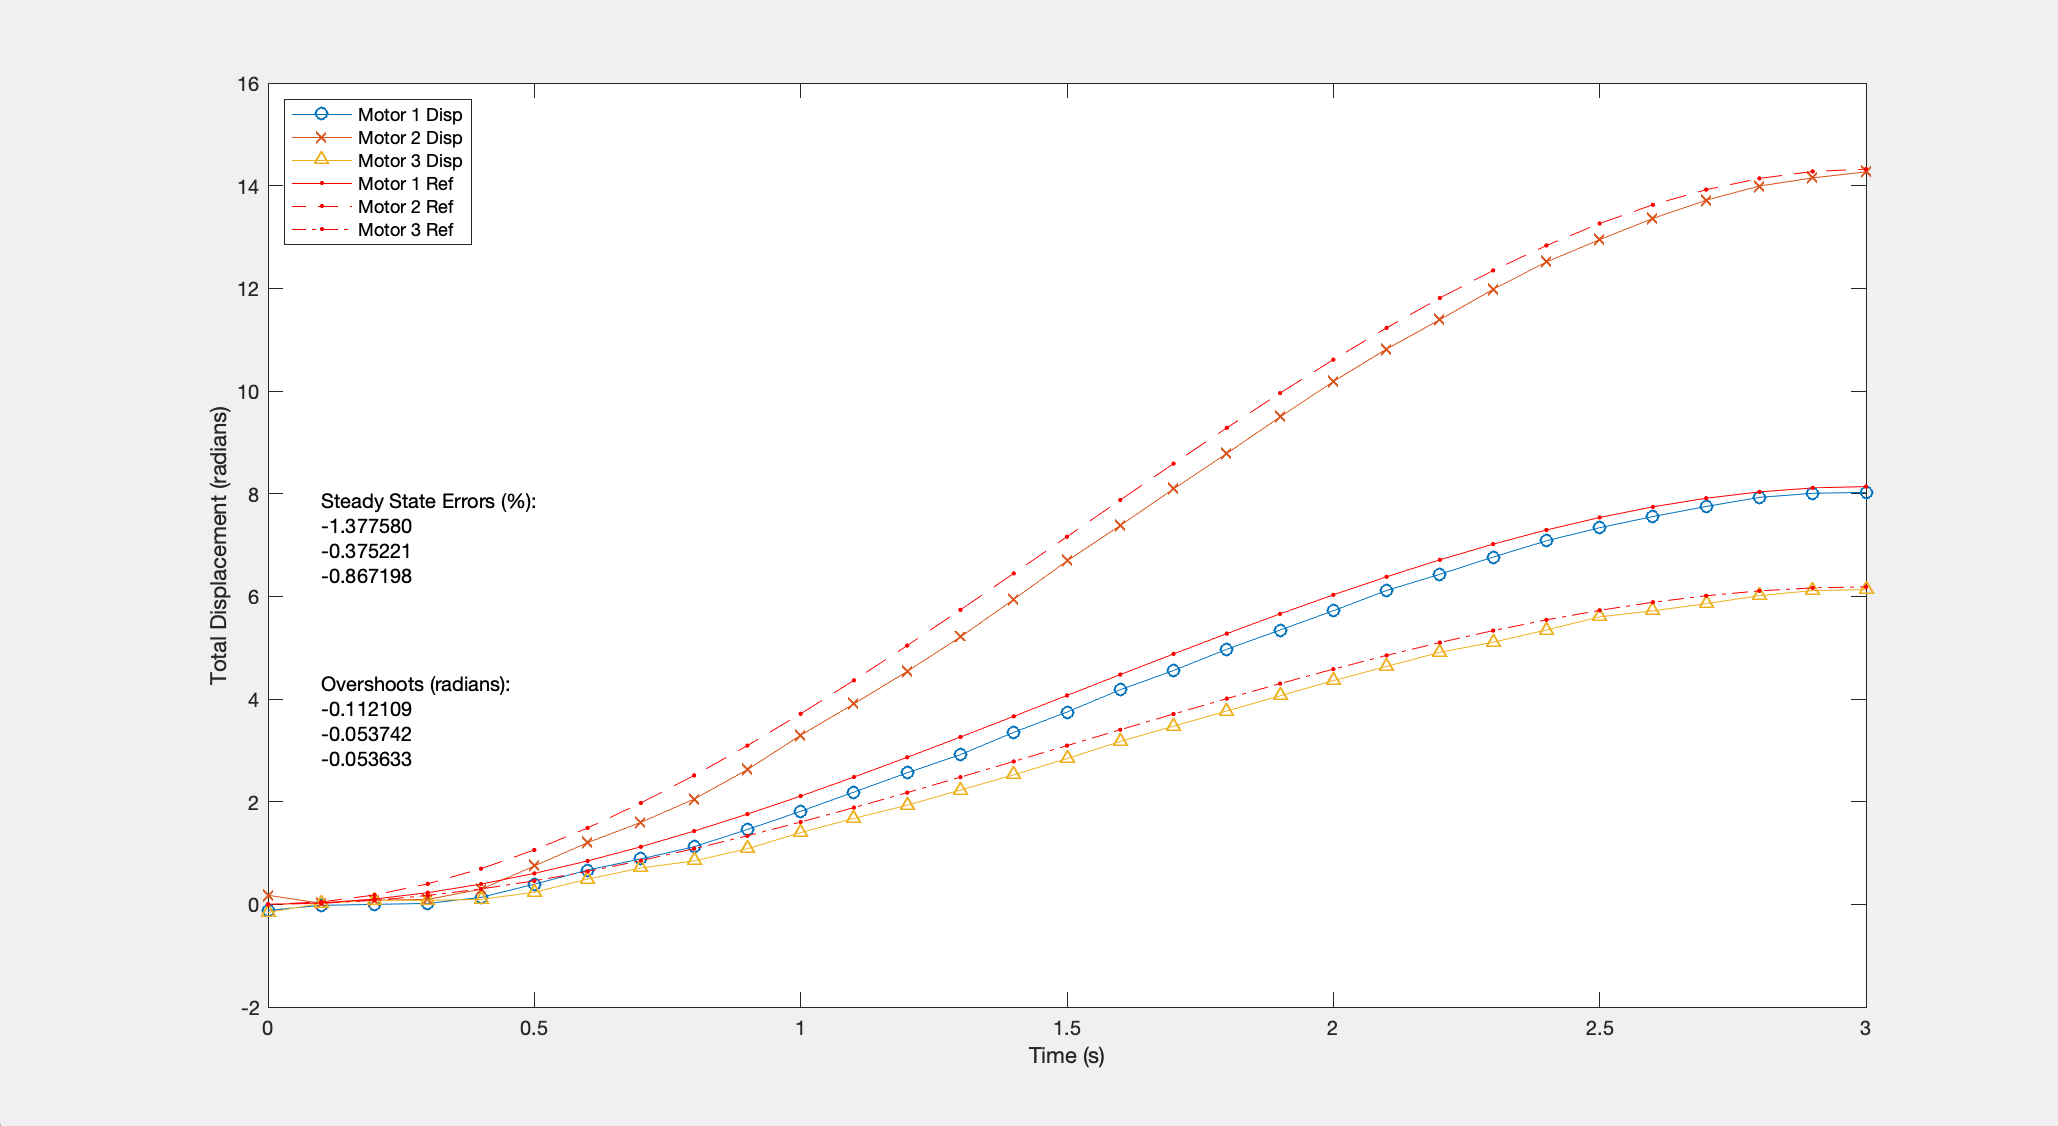 16
14
12
10
8
6
4
2
0
-2
Total Displacement (radians)
Motor 1 Disp
Motor 2 Disp
Motor 3 Disp
Motor 1 Ref
Motor 2 Ref
Motor 3 Ref
Steady State Errors (%):
-1.377580
-0.375221
-0.867198
Overshoots (radians):
-0.112109
-0.053742
-0.053633
0 0.5 1 1.5 2 2.5 3
Time (s)